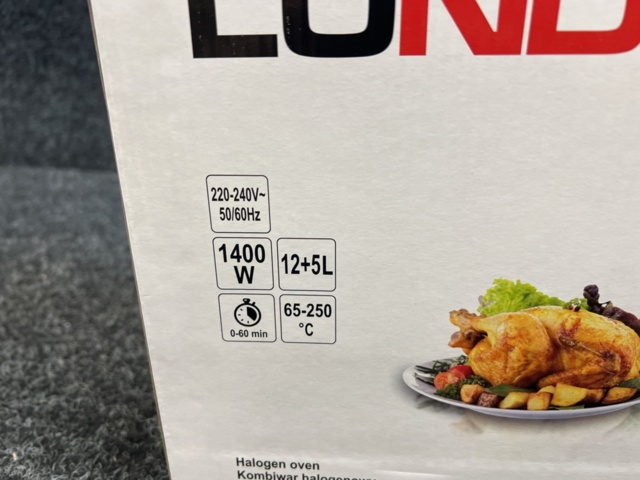 LUND
220-240V~
50/60Hz
1400
W
12+5L
0-60 min
65-250
°C
Halogen oven
Kombiwar